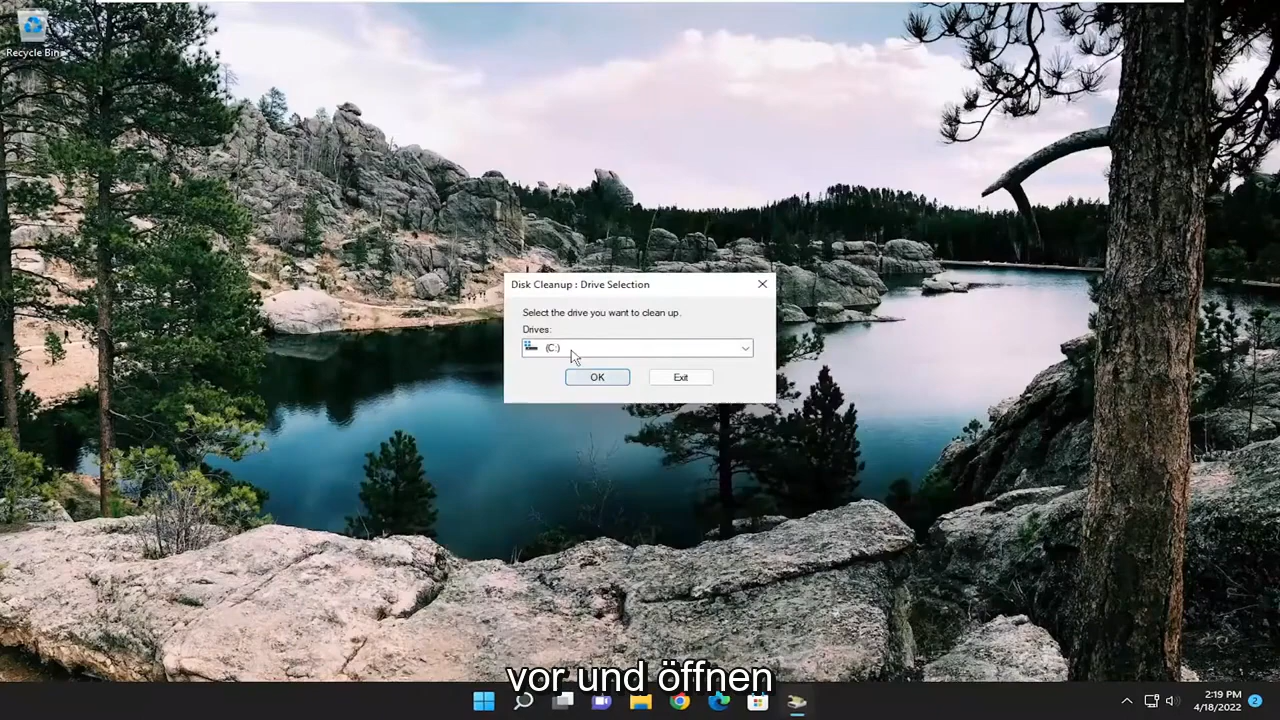 Recycle Bin
Disk Cleanup : Drive Selection
Select the drive you want to clean up.
Drives:
(C:)
OK
Exit
vor und öffnen
2:19 PM
4/18/2022
2